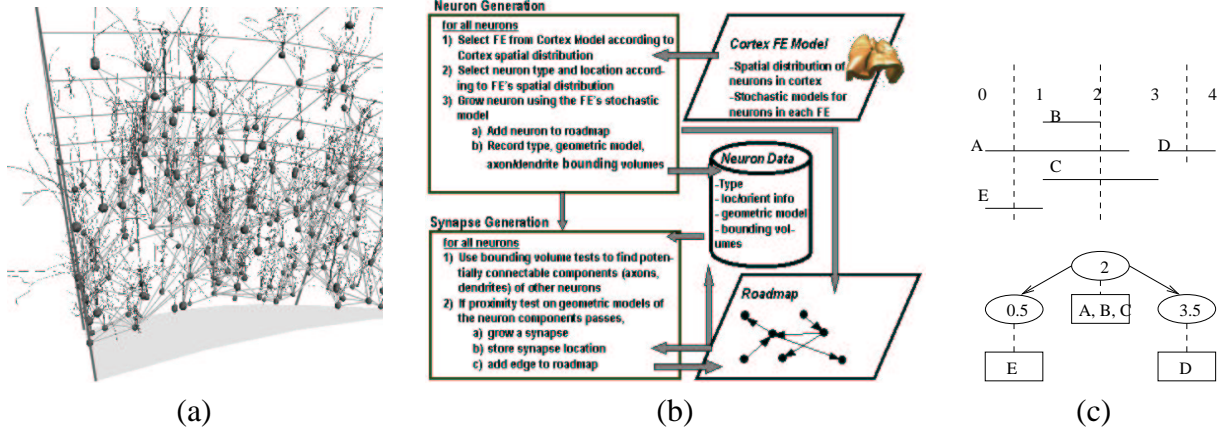 Neuron Generation
for all neurons
1) Select FE from Cortex Model according to
Cortex spatial distribution
2) Select neuron type and location accord-
ing to FE's spatial distribution
3) Grow neuron using the FE's stochastic
model
a) Add neuron to roadmap
b) Record type, geometric model,
axon/dendrite bounding volumes
Cortex FE Model
-Spatial distribution of
neurons in cortex
-Stochastic models for
neurons in each FE
Neuron Data
-Type
- loc/orient info
- geometric model
- bounding vol-
umes
Synapse Generation
for all neurons
1) Use bounding volume tests to find poten-
tially connectable components (axons,
dendrites) of other neurons
2) If proximity test on geometric models of
the neuron components passes,
a) grow a synapse
b) store synapse location
c) add edge to roadmap
Roadmap
0 1 2 3 4
B
A D
C
E
2
0.5 A, B, C 3.5
E D
(a) (b) (c)